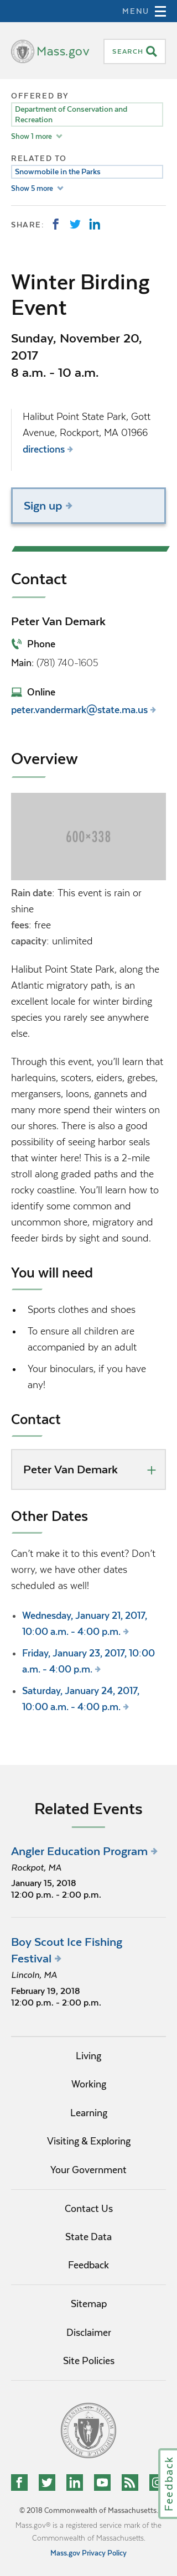 MENU
Mass.gov
SEARCH
OFFERED BY
Department of Conservation and
Recreation
Show 1 more
RELATED TO
Snowmobile in the Parks
Show 5 more
SHARE:
Winter Birding
Event
Sunday, November 20,
2017
8 a.m. - 10 a.m.
Halibut Point State Park, Gott
Avenue, Rockport, MA 01966
directions
Sign up
Contact
Peter Van Dermark
Phone
Main: (781) 740-1605
Online
peter.vandermark@state.ma.us
Overview
600×338
Rain date: This event is rain or
shine
fees: free
capacity: unlimited
Halibut Point State Park, along the
Atlantic migratory path, is an
excellent locale for winter birding
species you rarely see anywhere
else.
Through this event, you'll learn that
harlequins, scoters, eiders, grebes,
mergansers, loons, gannets and
many more spend their winters on
our shores. There is also a good
possibility of seeing harbor seals
that winter here! This is a 2-mile
stroll along graded paths and the
rocky coastline. You'll learn how to
identify some common and
uncommon shore, migratory and
feeder birds by sight and sound.
You will need
• Sports clothes and shoes
• To ensure all children are
accompanied by an adult
• Your binoculars, if you have
any!
Contact
Peter Van Demark +
Other Dates
Can't make it to this event? Don't
worry, this event has other dates
scheduled as well!
• Wednesday, January 21, 2017,
10:00 a.m. - 4:00 p.m.
• Friday, January 23, 2017, 10:00
a.m. - 4:00 p.m.
• Saturday, January 24, 2017,
10:00 a.m. - 4:00 p.m.
Related Events
Angler Education Program
Rockpot, MA
January 15, 2018
12:00 p.m. - 2:00 p.m.
Boy Scout Ice Fishing
Festival
Lincoln, MA
February 19, 2018
12:00 p.m. - 2:00 p.m.
Living
Working
Learning
Visiting & Exploring
Your Government
Contact Us
State Data
Feedback
Sitemap
Disclaimer
Site Policies
Feedback
© 2018 Commonwealth of Massachusetts.
Mass.gov® is a registered service mark of the
Commonwealth of Massachusetts.
Mass.gov Privacy Policy